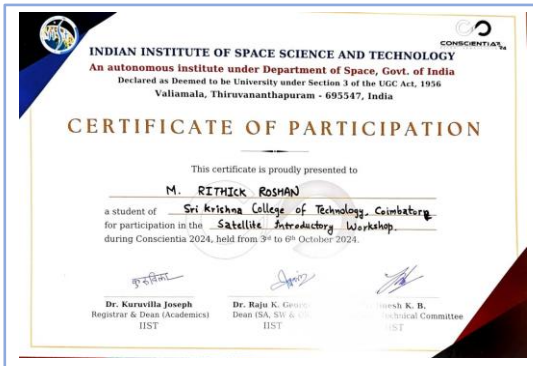 CONSCIENTIA
INDIAN INSTITUTE OF SPACE SCIENCE AND TECHNOLOGY
An autonomous institute under Department of Space, Govt. of India
Declared as Deemed to be University under Section 3 of the UGC Act, 1956
Valiamala, Thiruvananthapuram - 695547, India
CERTIFICATE OF PARTICIPATION
This certificate is proudly presented to
M. RITHICK ROSHAN
a student of Sri Krishna College of Technology, Coimbatore
for participation in the Satellite Introductory Workshop.
during Conscientia 2024, held from 3rd to 6th October 2024.
Dr. Kuruvilla Joseph Dr. Raju K. K. B.
Registrar & Dean (Academics) Dean (SA, SW & Technical Committee
IIST IIST IIST